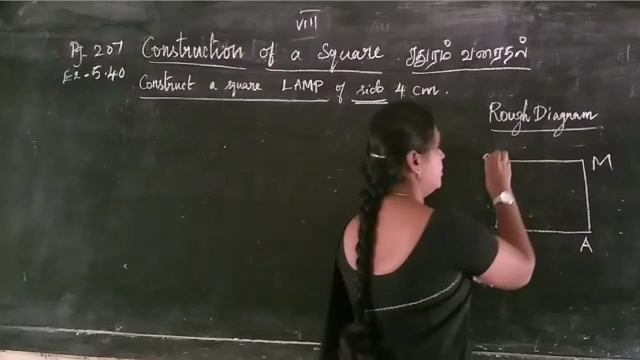 VIII
Pg. 207 Construction of a Square. சதுரம் வரைதல்
Ex-5.40
Construct a square LAMP of side 4 cm.
Rough Diagram
M
A